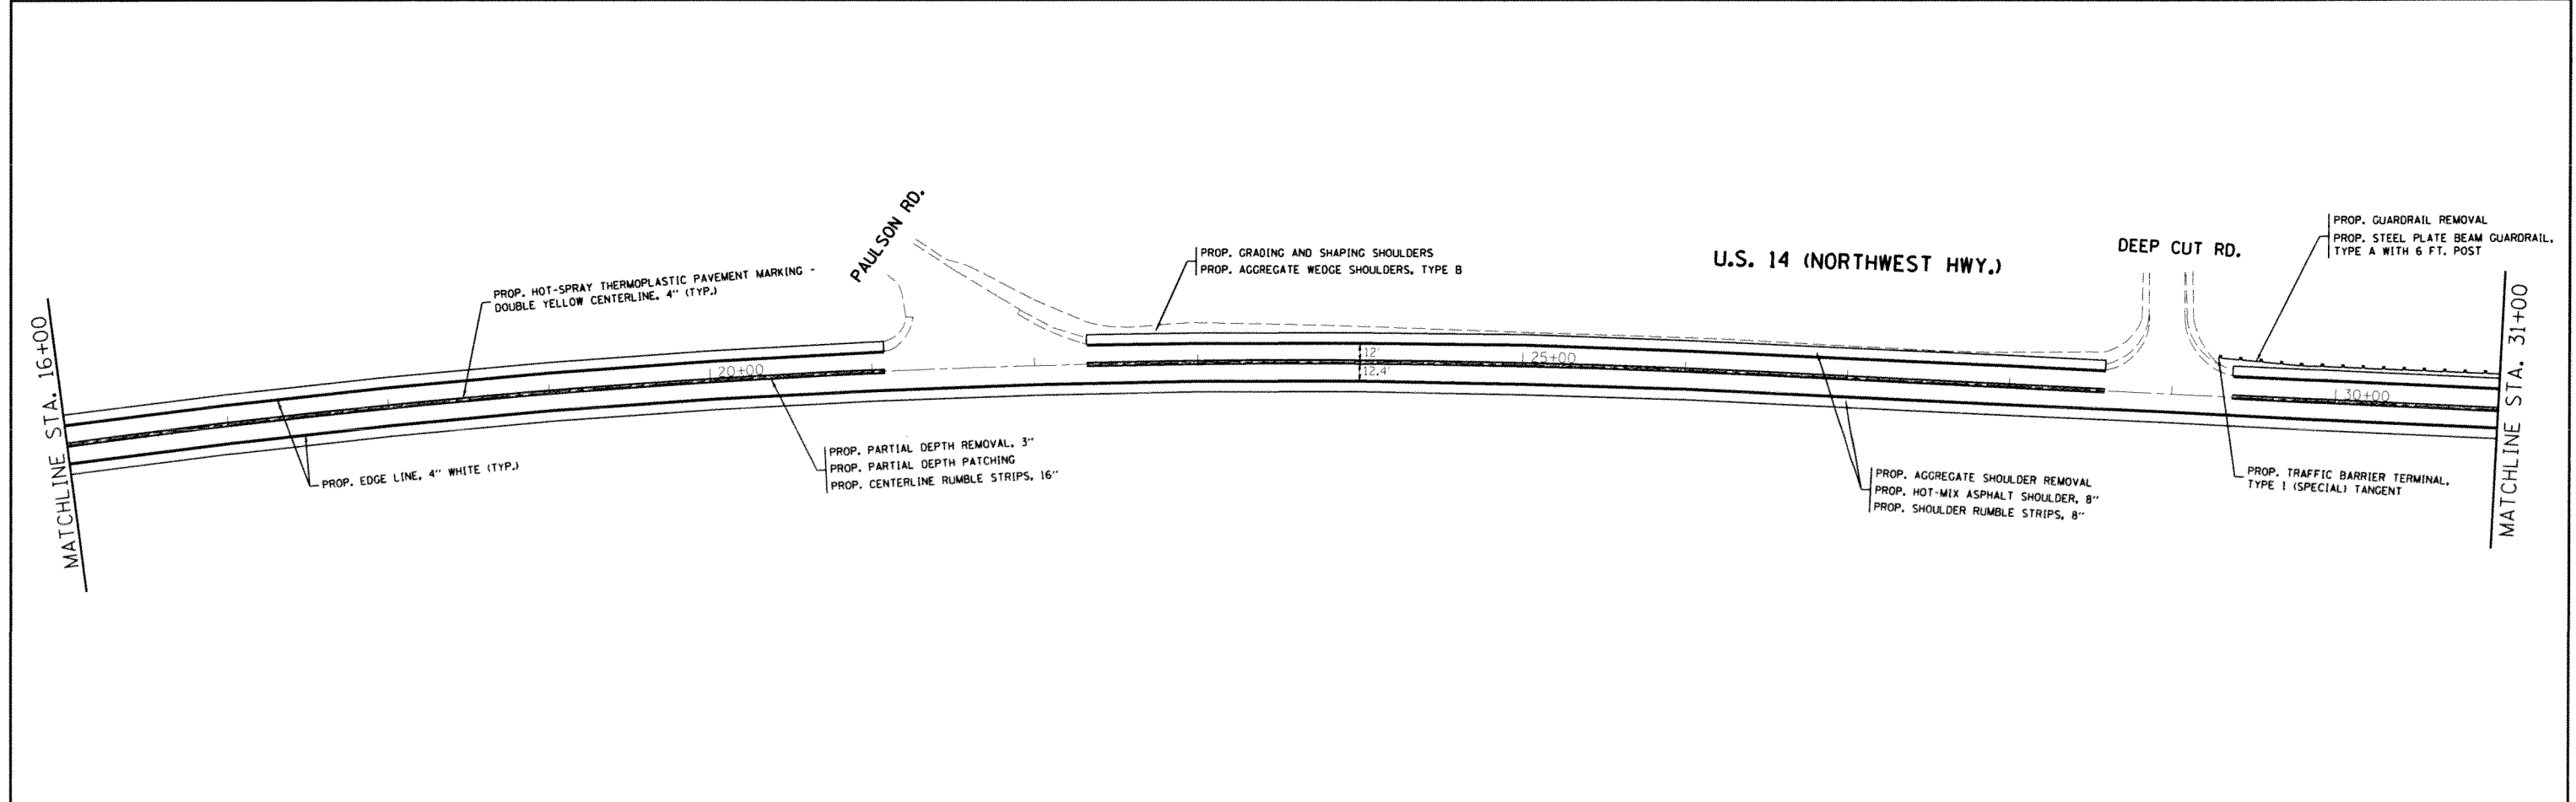 MATCHLINE STA. 16+00
PROP. HOT-SPRAY THERMOPLASTIC PAVEMENT MARKING -
DOUBLE YELLOW CENTERLINE, 4" (TYP.)
PAULSON RD.
PROP. GRADING AND SHAPING SHOULDERS
PROP. AGGREGATE WEDGE SHOULDERS, TYPE B
U.S. 14 (NORTHWEST HWY.)
DEEP CUT RD.
PROP. GUARDRAIL REMOVAL
PROP. STEEL PLATE BEAM GUARDRAIL,
TYPE A WITH 6 FT. POST
MATCHLINE STA. 31+00
20+00
12'
12.4'
25+00
30+00
PROP. EDGE LINE, 4" WHITE (TYP.)
PROP. PARTIAL DEPTH REMOVAL, 3"
PROP. PARTIAL DEPTH PATCHING
PROP. CENTERLINE RUMBLE STRIPS, 16"
PROP. AGGREGATE SHOULDER REMOVAL
PROP. HOT-MIX ASPHALT SHOULDER, 8"
PROP. SHOULDER RUMBLE STRIPS, 8"
PROP. TRAFFIC BARRIER TERMINAL,
TYPE 1 (SPECIAL) TANGENT